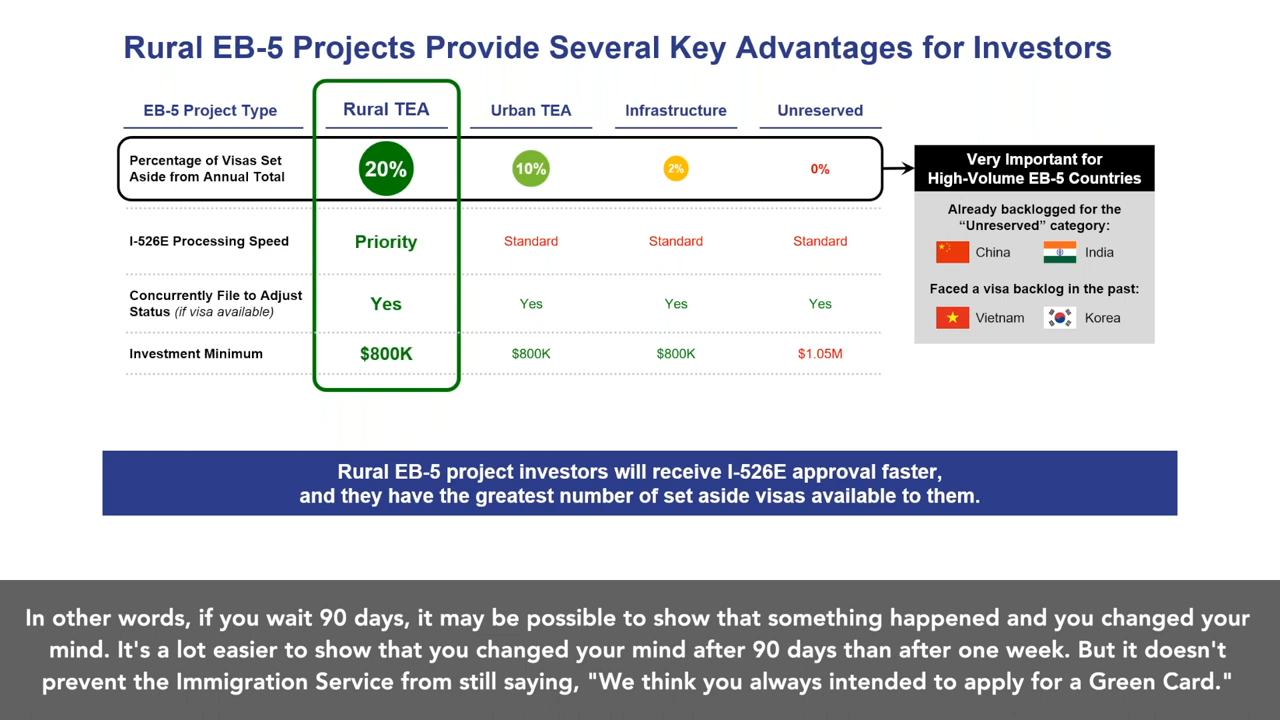 Rural EB-5 Projects Provide Several Key Advantages for Investors
EB-5 Project Type Rural TEA Urban TEA Infrastructure Unreserved
Percentage of Visas Set
Aside from Annual Total
20% 10% 2% 0%
I-526E Processing Speed Priority Standard Standard Standard
Concurrently File to Adjust
Status (if visa available)
Yes Yes Yes Yes
Investment Minimum $800K $800K $800K $1.05M
Very Important for
High-Volume EB-5 Countries
Already backlogged for the
“Unreserved” category:
China India
Faced a visa backlog in the past:
Vietnam Korea
Rural EB-5 project investors will receive I-526E approval faster,
and they have the greatest number of set aside visas available to them.
In other words, if you wait 90 days, it may be possible to show that something happened and you changed your
mind. It's a lot easier to show that you changed your mind after 90 days than after one week. But it doesn't
prevent the Immigration Service from still saying, "We think you always intended to apply for a Green Card."